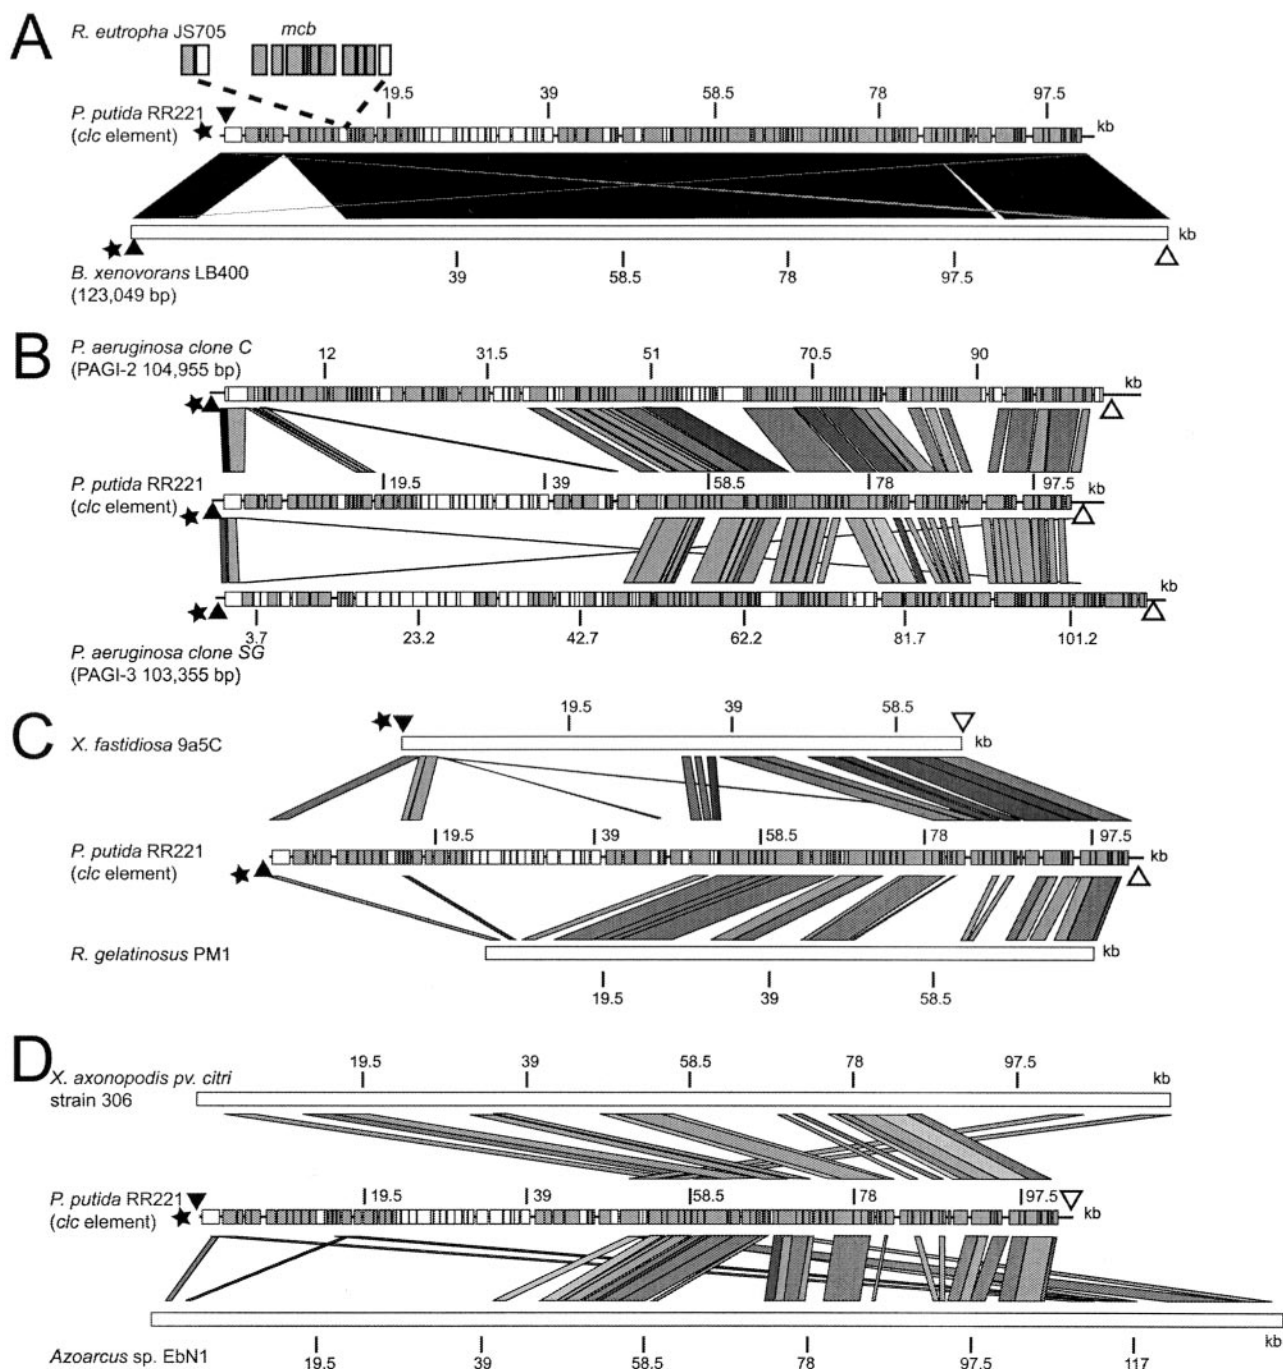 A
R. eutropha JS705
mcb
19.5 39 58.5 78 97.5
P. putida RR221
(clc element)
kb
kb
B. xenovorans LB400
(123,049 bp)
39 58.5 78 97.5
B
P. aeruginosa clone C
(PAGI-2 104,955 bp)
12 31.5 51 70.5 90
kb
P. putida RR221
(clc element)
19.5 39 58.5 78 97.5
kb
kb
3.7 23.2 42.7 62.2 81.7 101.2
P. aeruginosa clone SG
(PAGI-3 103,355 bp)
C
19.5 39 58.5
X. fastidiosa 9a5C
kb
P. putida RR221
(clc element)
19.5 39 58.5 78 97.5
kb
R. gelatinosus PM1
kb
19.5 39 58.5
D
X. axonopodis pv. citri
strain 306
19.5 39 58.5 78 97.5
kb
P. putida RR221
(clc element)
19.5 39 58.5 78 97.5
kb
kb
Azoarcus sp. EbN1
19.5 39 58.5 78 97.5 117